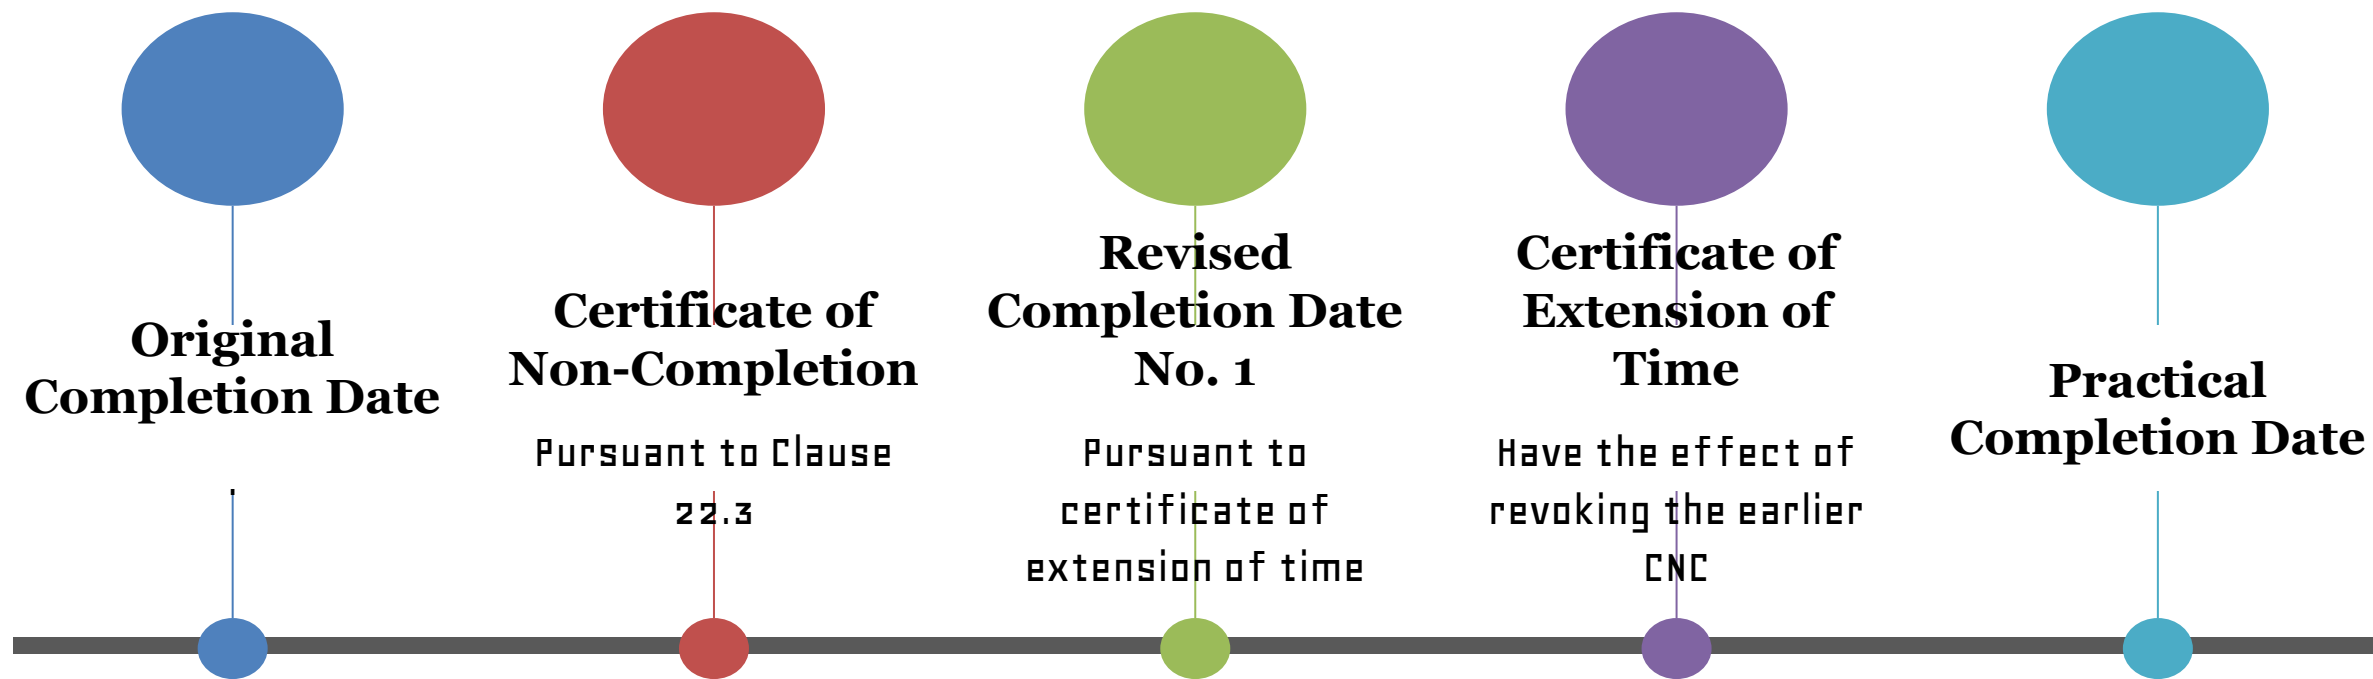 Original
Completion Date
.
Certificate of
Non-Completion
Pursuant to Clause
22.3
Revised
Completion Date
No. 1
Pursuant to
certificate of
extension of time
Certificate of
Extension of
Time
Have the effect of
revoking the earlier
CNC
Practical
Completion Date